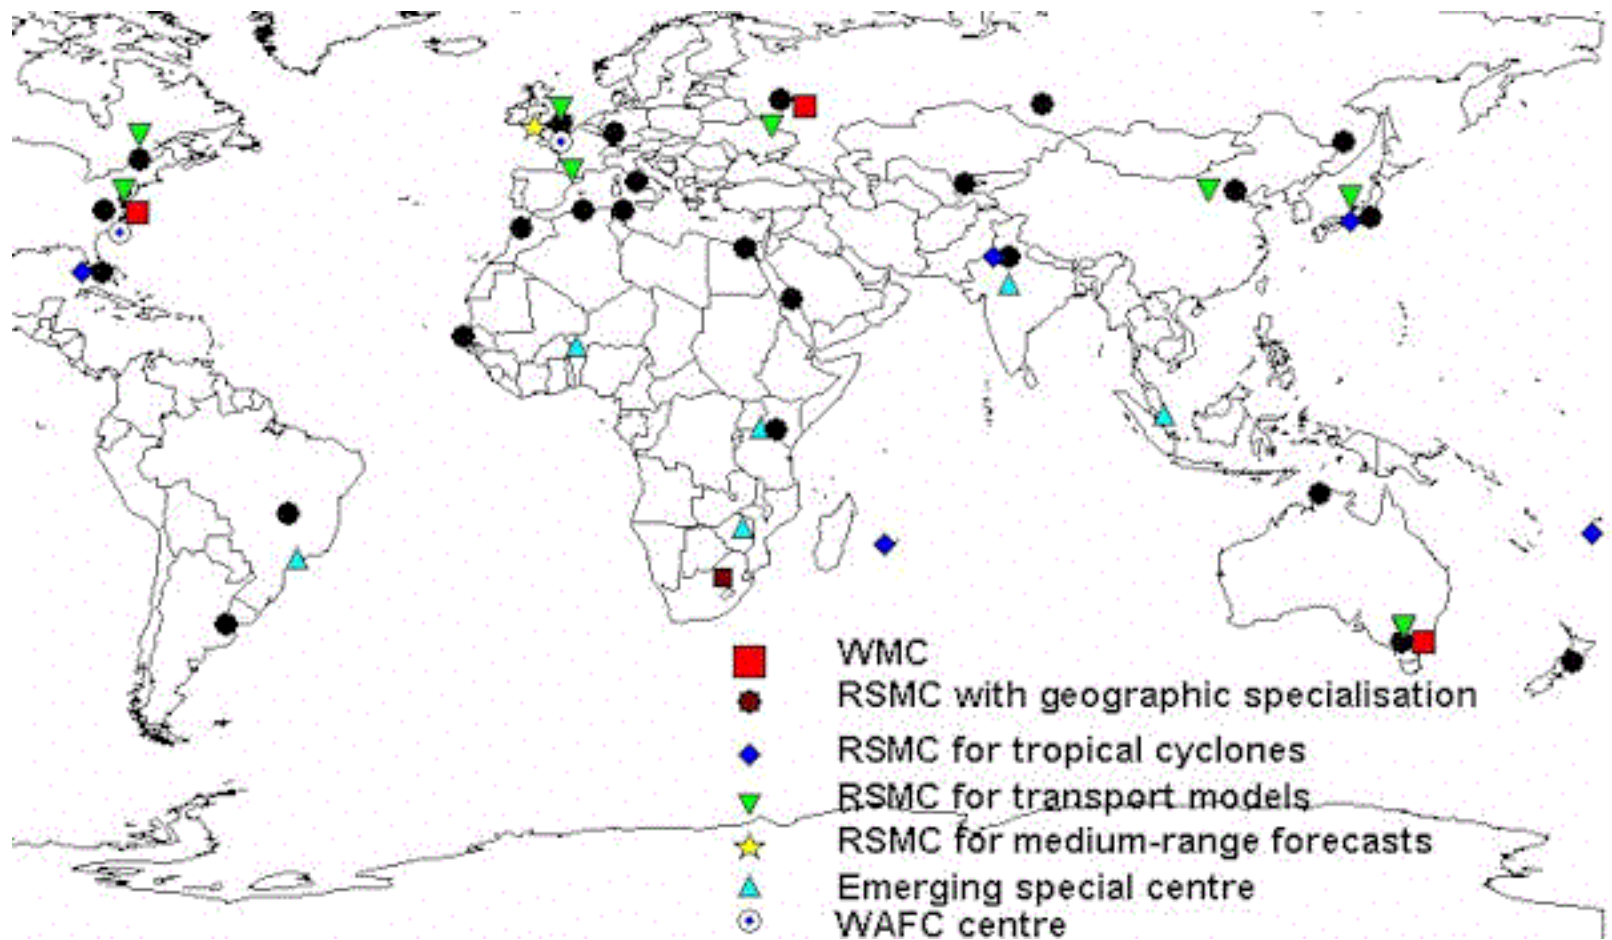 WMC
RSMC with geographic specialisation
RSMC for tropical cyclones
RSMC for transport models
RSMC for medium-range forecasts
Emerging special centre
WAFC centre